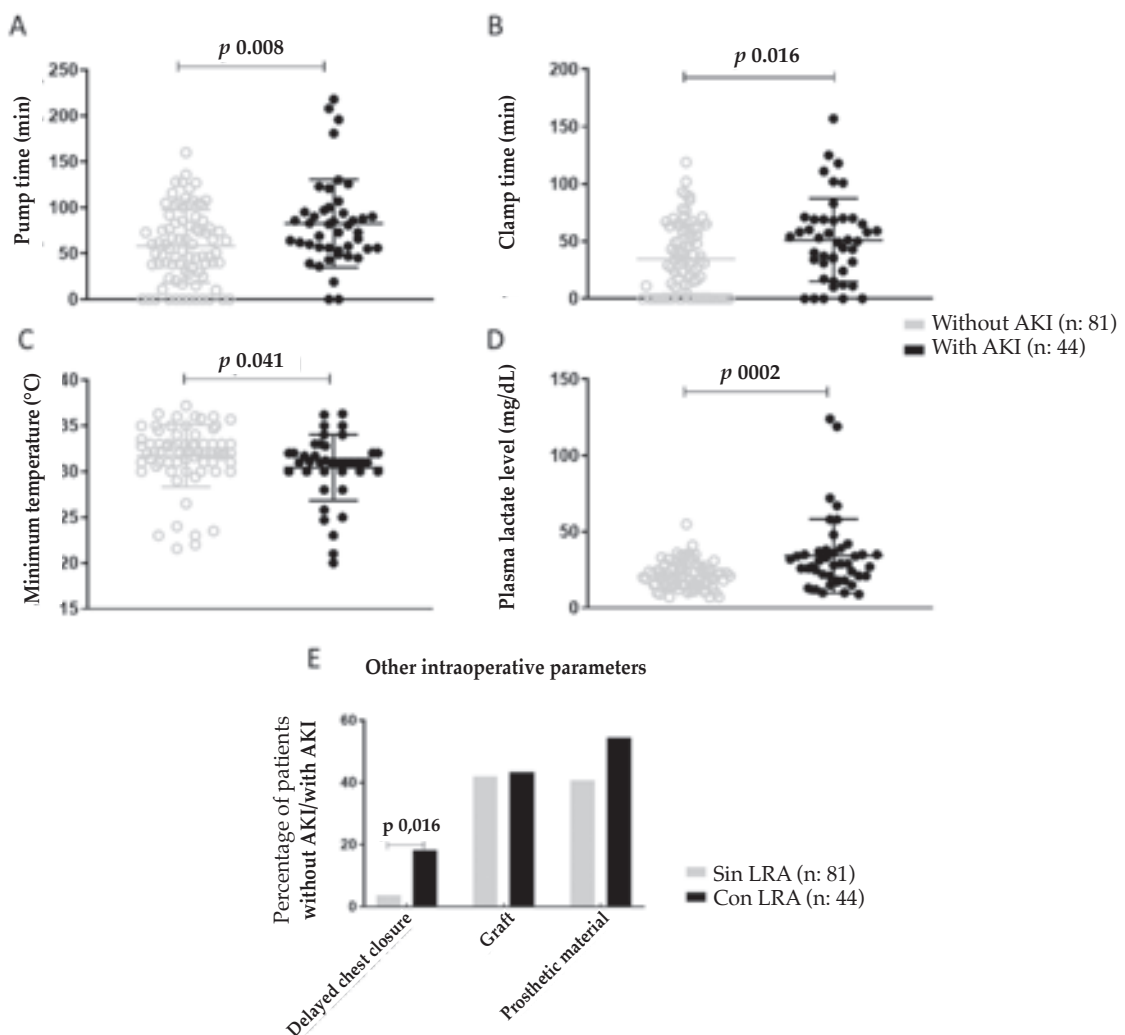 A
p 0.008
Pump time (min)
250
200
150
100
50
0
B
p 0.016
Clamp time (min)
200
150
100
50
0
Without AKI (n: 81)
With AKI (n: 44)
C
p 0.041
Minimum temperature (°C)
40
35
30
25
20
15
D
p 0002
Plasma lactate level (mg/dL)
150
100
50
0
E
Other intraoperative parameters
Percentage of patients
without AKI/with AKI
60
40
20
0
p 0,016
Delayed chest closure
Graft
Prosthetic material
Sin LRA (n: 81)
Con LRA (n: 44)